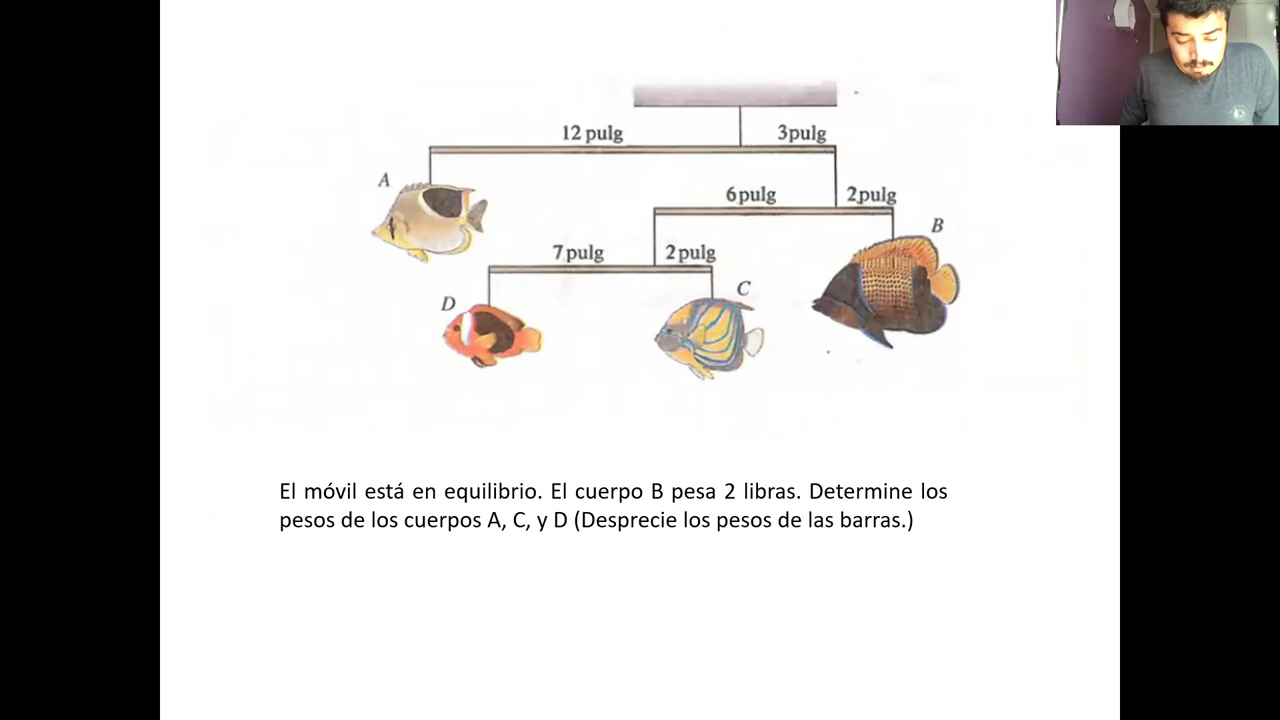 12 pulg
3pulg
A
6pulg
2pulg
B
7pulg
2pulg
D
C
El móvil está en equilibrio. El cuerpo B pesa 2 libras. Determine los
pesos de los cuerpos A, C, y D (Desprecie los pesos de las barras.)